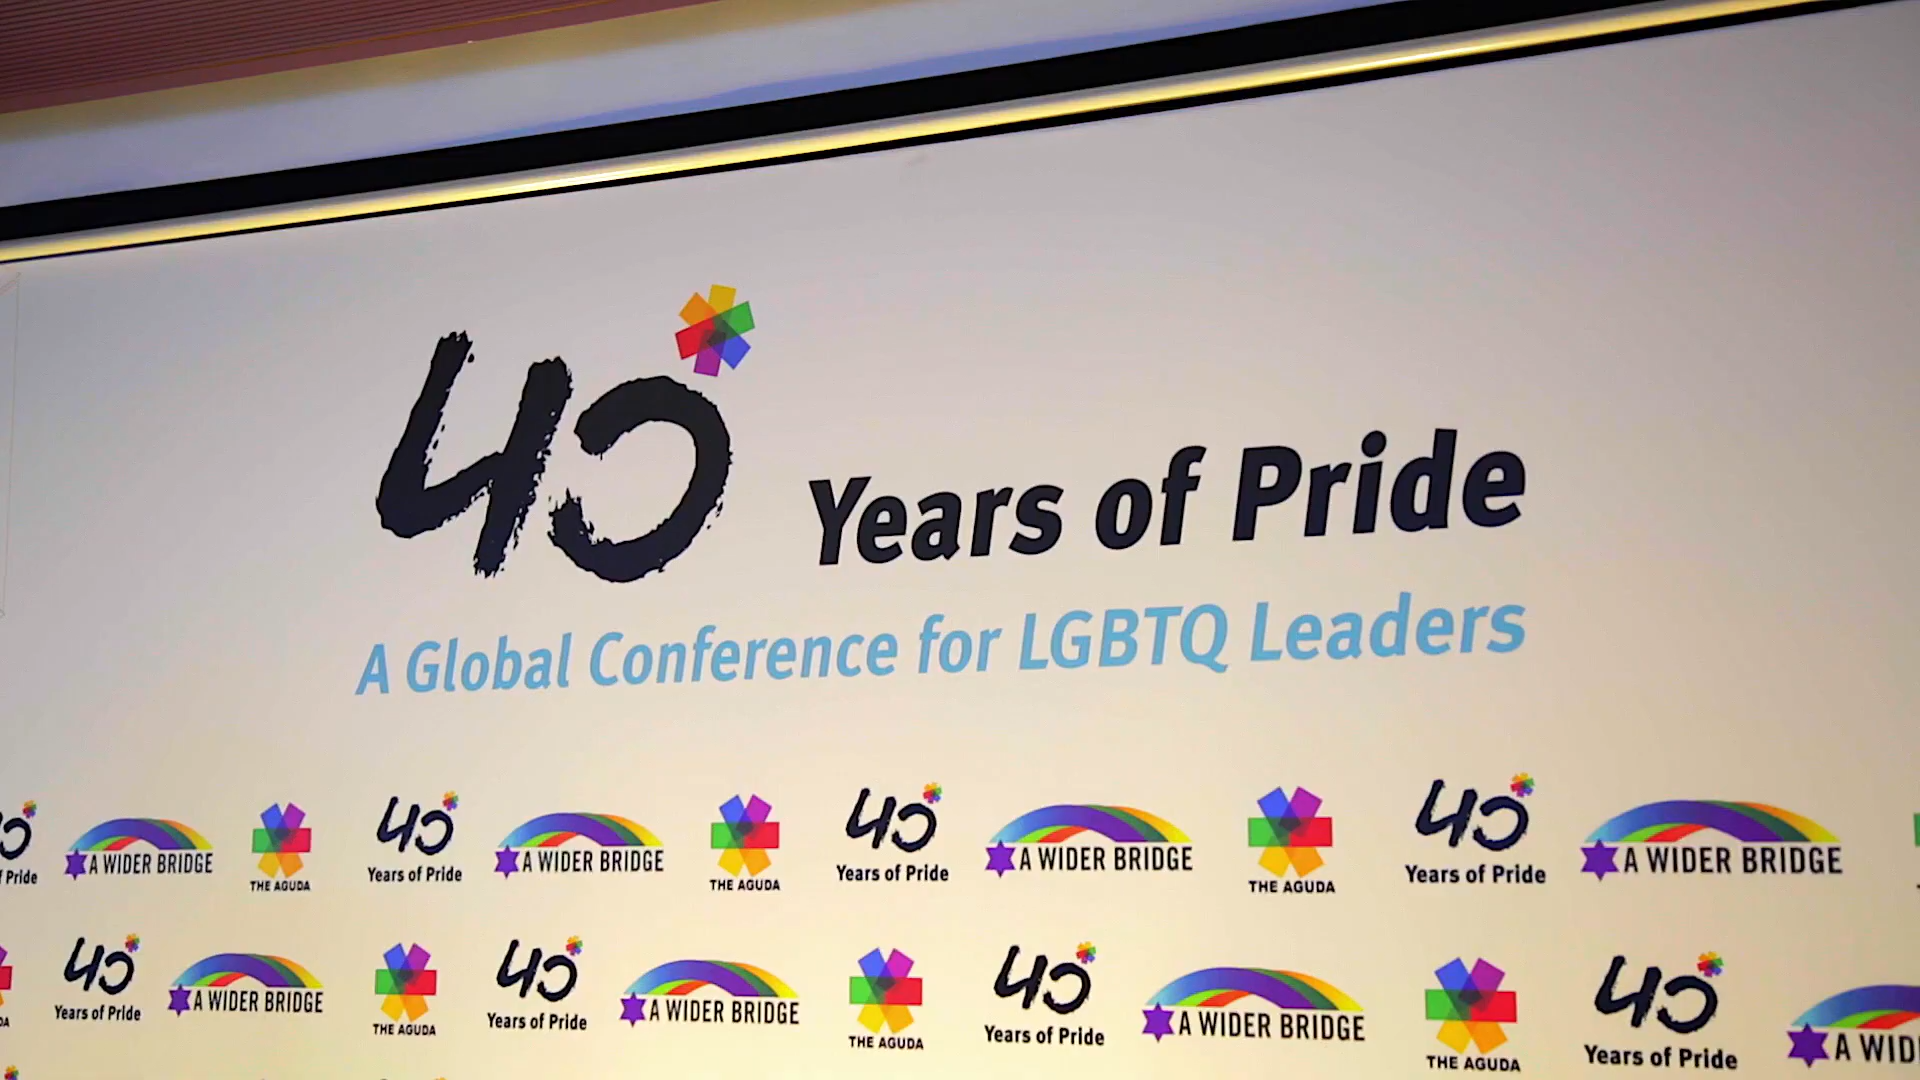 40 Years of Pride
A Global Conference for LGBTQ Leaders
40 A WIDER BRIDGE THE AGUDA 40 A WIDER BRIDGE THE AGUDA 40 A WIDER BRIDGE THE AGUDA 40 A WIDER BRIDGE
Pride Years of Pride Years of Pride Years of Pride
40 A WIDER BRIDGE THE AGUDA 40 A WIDER BRIDGE THE AGUDA 40 A WIDER BRIDGE THE AGUDA 40 A WID
Years of Pride Years of Pride Years of Pride Years of Pride